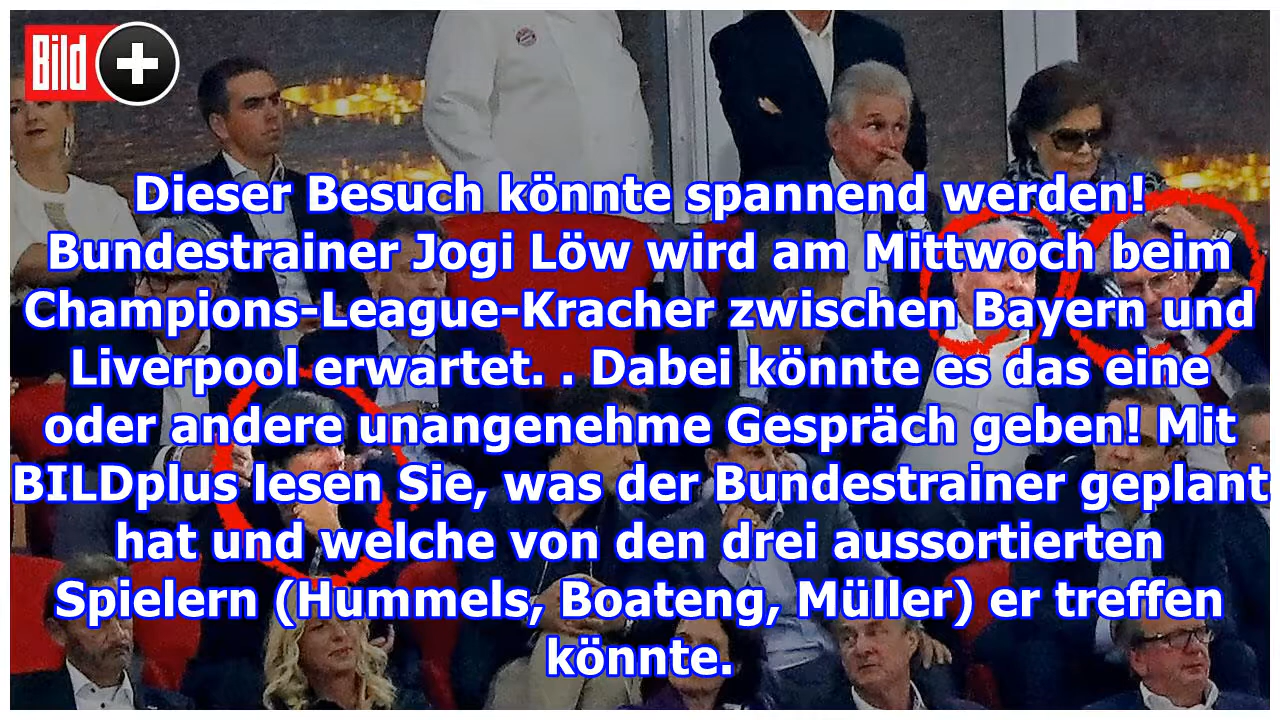 Bild +
Dieser Besuch könnte spannend werden!
Bundestrainer Jogi Löw wird am Mittwoch beim
Champions-League-Kracher zwischen Bayern und
Liverpool erwartet. . Dabei könnte es das eine
oder andere unangenehme Gespräch geben! Mit
BILDplus lesen Sie, was der Bundestrainer geplant
hat und welche von den drei aussortierten
Spielern (Hummels, Boateng, Müller) er treffen
könnte.